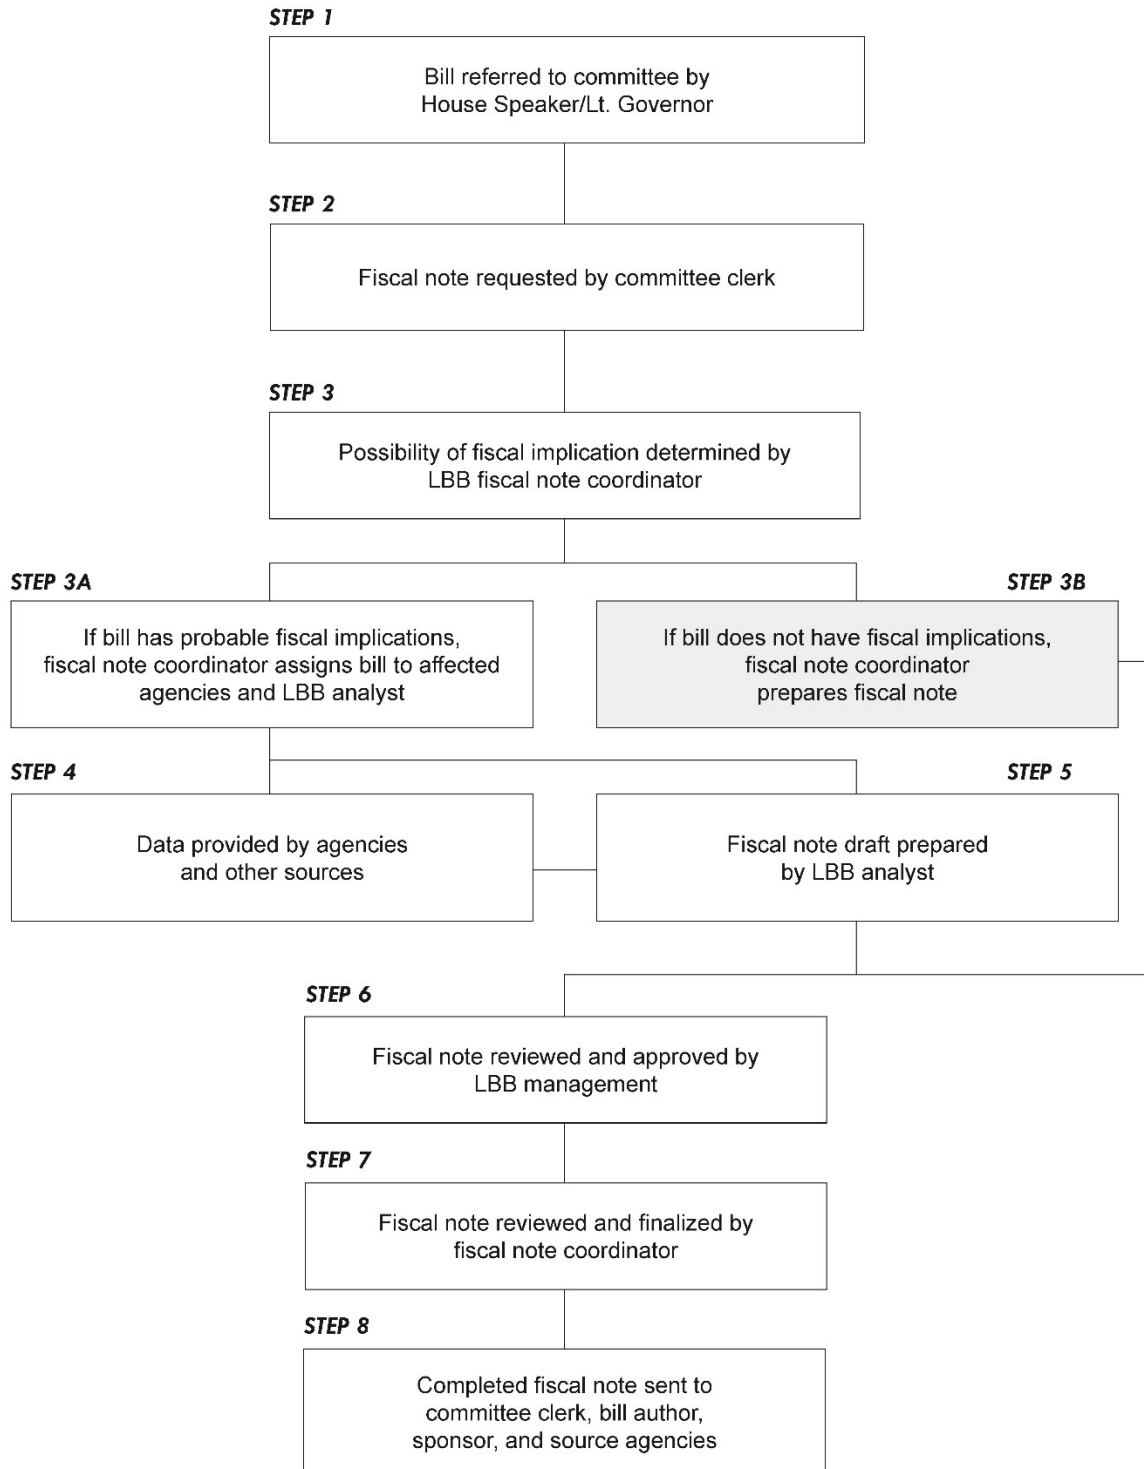 STEP 1
Bill referred to committee by
House Speaker/Lt. Governor
STEP 2
Fiscal note requested by committee clerk
STEP 3
Possibility of fiscal implication determined by
LBB fiscal note coordinator
STEP 3A
If bill has probable fiscal implications,
fiscal note coordinator assigns bill to affected
agencies and LBB analyst
STEP 3B
If bill does not have fiscal implications,
fiscal note coordinator
prepares fiscal note
STEP 4
Data provided by agencies
and other sources
STEP 5
Fiscal note draft prepared
by LBB analyst
STEP 6
Fiscal note reviewed and approved by
LBB management
STEP 7
Fiscal note reviewed and finalized by
fiscal note coordinator
STEP 8
Completed fiscal note sent to
committee clerk, bill author,
sponsor, and source agencies